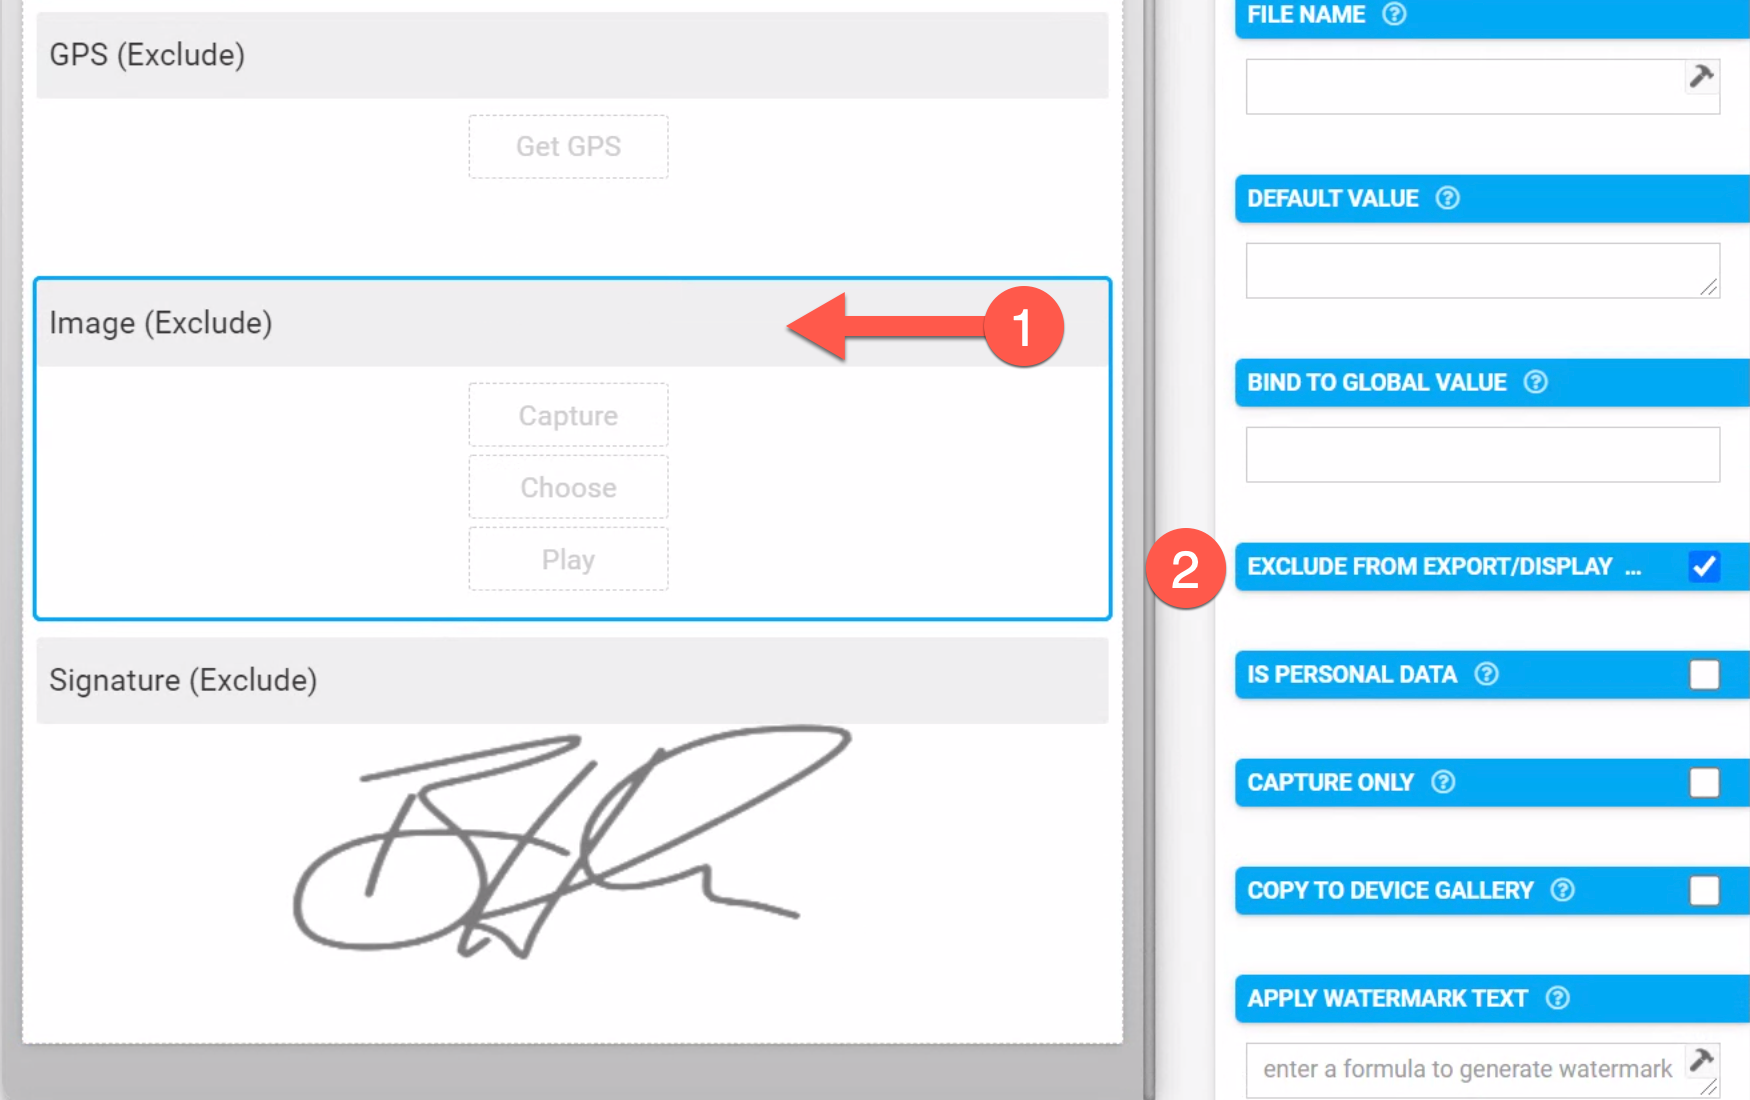 GPS (Exclude)
Get GPS
Image (Exclude)
1
Capture
Choose
Play
Signature (Exclude)
FILE NAME ?
DEFAULT VALUE ?
BIND TO GLOBAL VALUE ?
2
EXCLUDE FROM EXPORT/DISPLAY ...
IS PERSONAL DATA ?
CAPTURE ONLY ?
COPY TO DEVICE GALLERY ?
APPLY WATERMARK TEXT ?
enter a formula to generate watermark